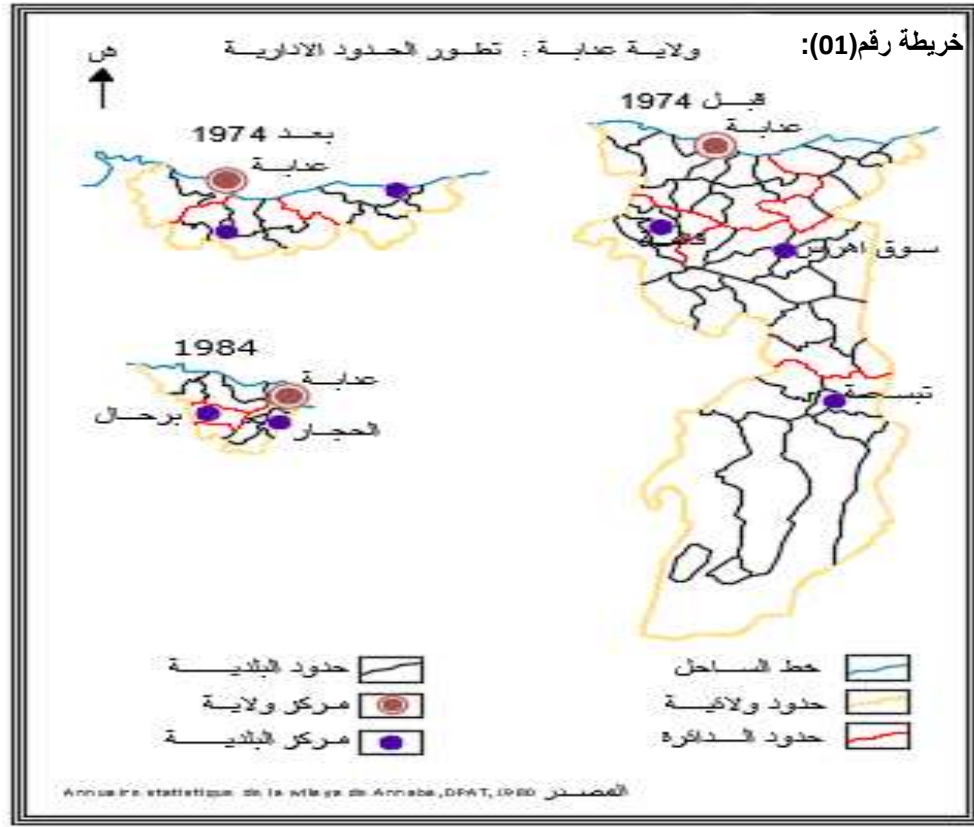 خريطة رقم(01):
ولاية عنابة : تطور الحدود الادارية
ش
قبل 1974
عنابة
قالمة
سوق اهراس
تبسة
بعد 1974
عنابة
1984
عنابة
برحال
الحجار
خط الساحل
حدود ولائية
حدود الدائرة
حدود البلدية
مركز ولاية
مركز البلدية
المصدر Annuaire statistique de la wilaya de Annaba,DPAT,1980